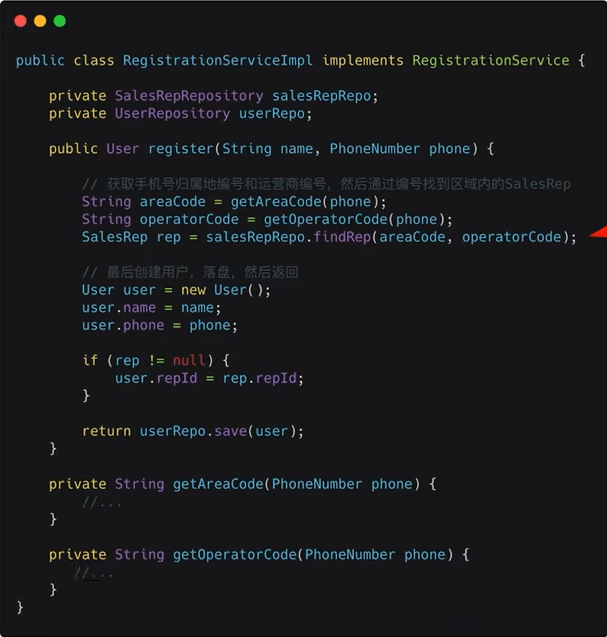 public class RegistrationServiceImpl implements RegistrationService {
private SalesRepRepository salesRepRepo;
private UserRepository userRepo;
public User register(String name, PhoneNumber phone) {
// 获取手机号归属地编号和运营商编号，然后通过编号找到区域内的SalesRep
String areaCode = getAreaCode(phone);
String operatorCode = getOperatorCode(phone);
SalesRep rep = salesRepRepo.findRep(areaCode, operatorCode);
// 最后创建用户，落盘，然后返回
User user = new User();
user.name = name;
user.phone = phone;
if (rep != null) {
user.repId = rep.repId;
}
return userRepo.save(user);
}
private String getAreaCode(PhoneNumber phone) {
//...
}
private String getOperatorCode(PhoneNumber phone) {
//...
}
}